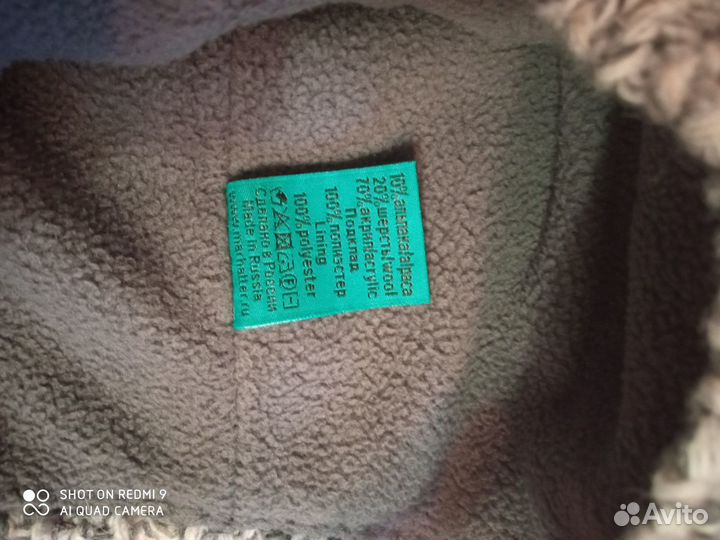 10%альпака/alpaca
20%шерсть/wool
70%акрил/acrylic
Подклад
100% полиэстер
Lining
100% polyester
Сделано в России
Made in Russia
www.marhatter.ru
SHOT ON REDMI 9
AI QUAD CAMERA
Avito